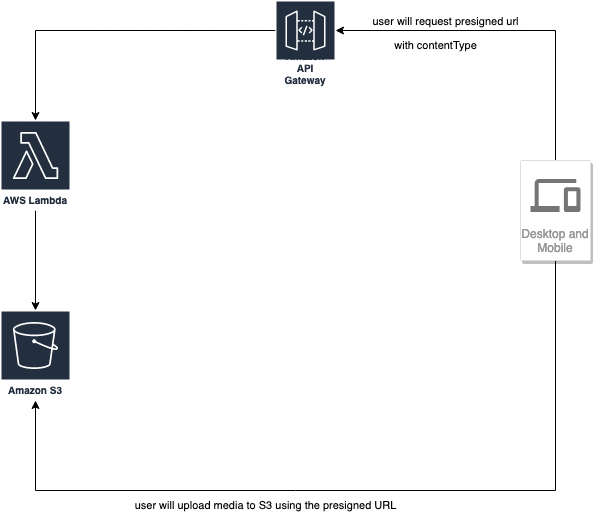 user will request presigned url
with contentType
API
Gateway
AWS Lambda
Desktop and
Mobile
Amazon S3
user will upload media to S3 using the presigned URL